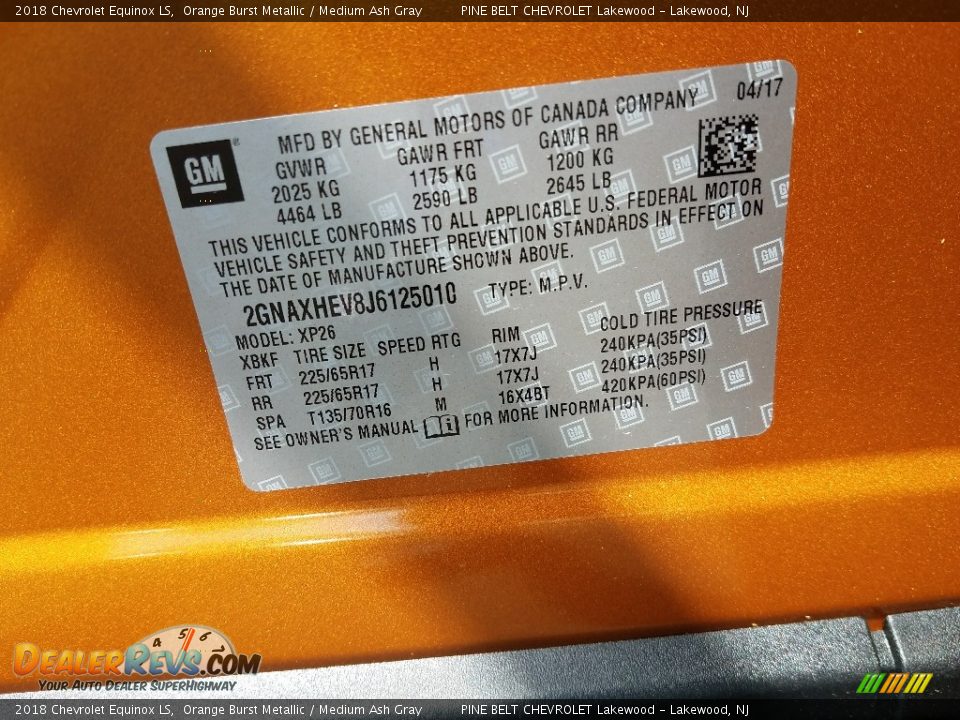 2018 Chevrolet Equinox LS, Orange Burst Metallic / Medium Ash Gray PINE BELT CHEVROLET Lakewood - Lakewood, NJ
04/17
MFD BY GENERAL MOTORS OF CANADA COMPANY
GM
GVWR GAWR FRT GAWR RR
2025 KG 1175 KG 1200 KG
4464 LB 2590 LB 2645 LB
THIS VEHICLE CONFORMS TO ALL APPLICABLE U.S. FEDERAL MOTOR
VEHICLE SAFETY AND THEFT PREVENTION STANDARDS IN EFFECT ON
THE DATE OF MANUFACTURE SHOWN ABOVE.
2GNAXHEV8J6125010 TYPE: M.P.V.
MODEL: XP26
XBKF TIRE SIZE SPEED RTG RIM COLD TIRE PRESSURE
FRT 225/65R17 H 17X7J 240KPA(35PSI)
RR 225/65R17 H 17X7J 240KPA(35PSI)
SPA T135/70R16 M 16X4BT 420KPA(60PSI)
SEE OWNER'S MANUAL i FOR MORE INFORMATION.
4 5 6
DEALERREVS.COM
YOUR AUTO DEALER SUPERHIGHWAY
2018 Chevrolet Equinox LS, Orange Burst Metallic / Medium Ash Gray PINE BELT CHEVROLET Lakewood - Lakewood, NJ